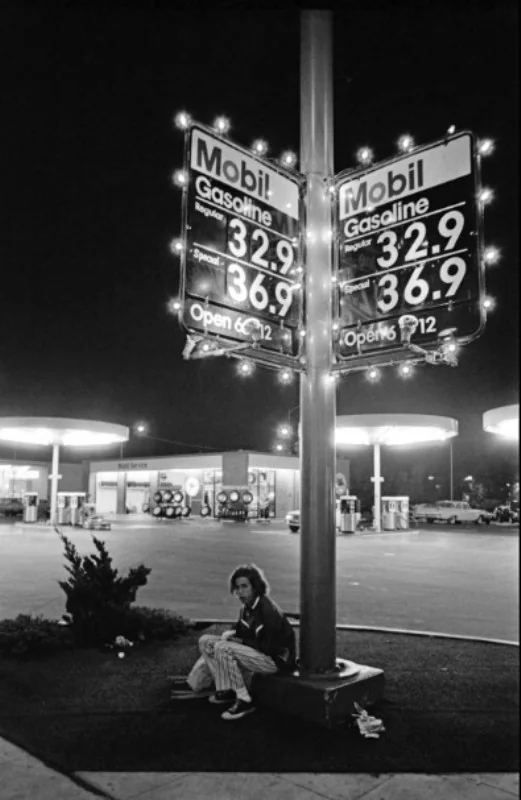 Mobil
Gasoline
Regular 32.9
Special 36.9
Open 6 12
Mobil
Gasoline
Regular 32.9
Special 36.9
Open 6 12